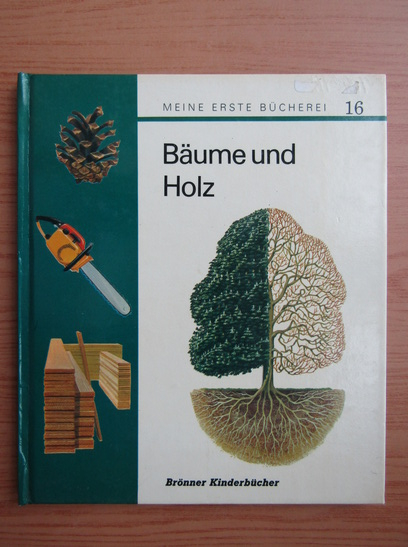 MEINE ERSTE BÜCHEREI 16
Bäume und
Holz
Brönner Kinderbücher